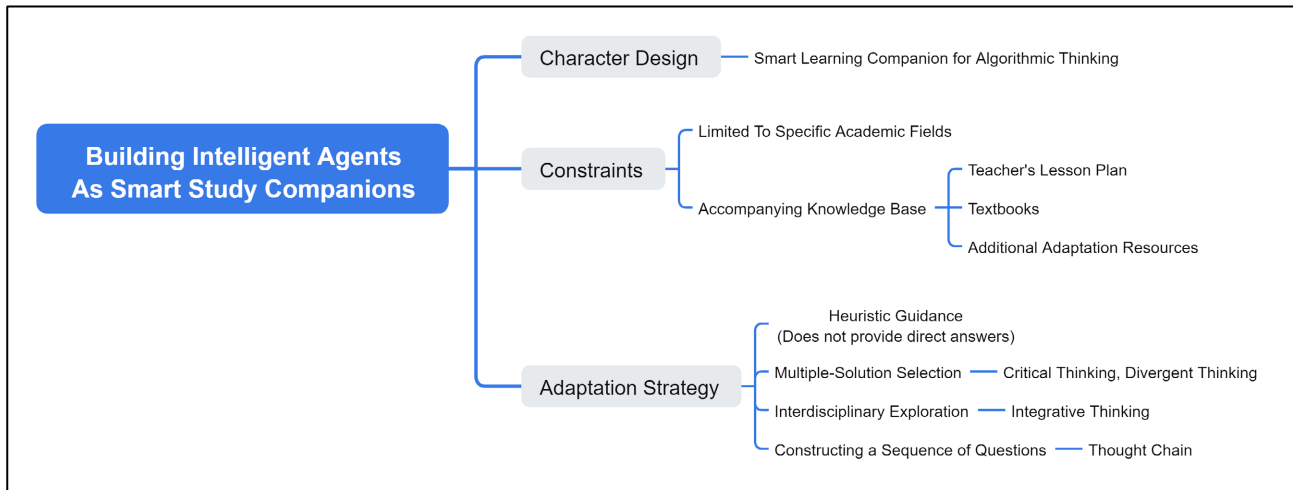 Building Intelligent Agents
As Smart Study Companions
Character Design
Smart Learning Companion for Algorithmic Thinking
Constraints
Limited To Specific Academic Fields
Accompanying Knowledge Base
Teacher's Lesson Plan
Textbooks
Additional Adaptation Resources
Adaptation Strategy
Heuristic Guidance
(Does not provide direct answers)
Multiple-Solution Selection
Critical Thinking, Divergent Thinking
Interdisciplinary Exploration
Integrative Thinking
Constructing a Sequence of Questions
Thought Chain